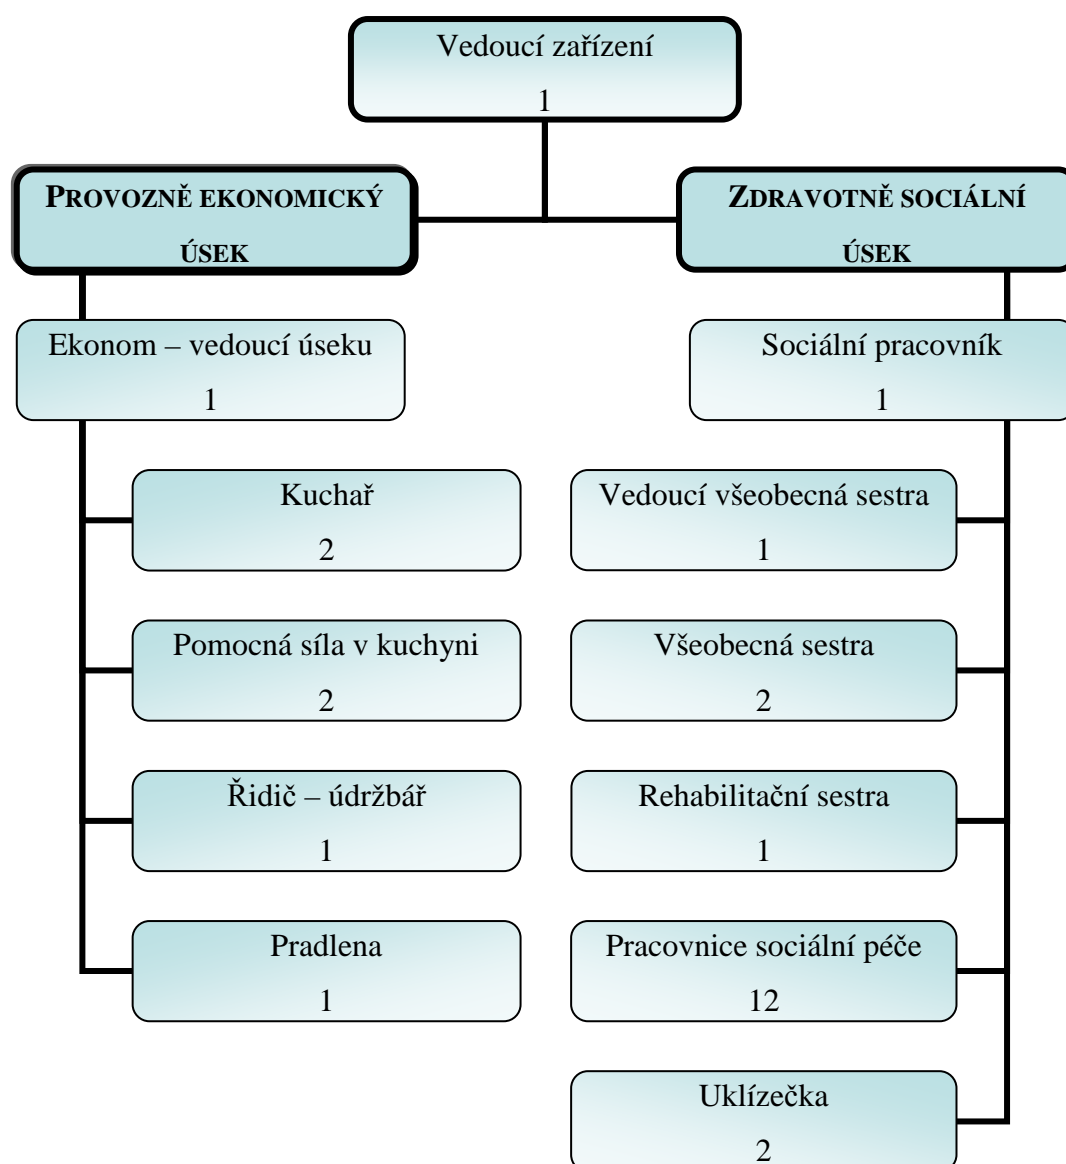 Vedoucí zařízení
1
PROVOZNĚ EKONOMICKÝ
ÚSEK
ZDRAVOTNĚ SOCIÁLNÍ
ÚSEK
Ekonom – vedoucí úseku
1
Sociální pracovník
1
Kuchař
2
Vedoucí všeobecná sestra
1
Pomocná síla v kuchyni
2
Všeobecná sestra
2
Řidič – údržbář
1
Rehabilitační sestra
1
Pradlena
1
Pracovnice sociální péče
12
Uklízečka
2